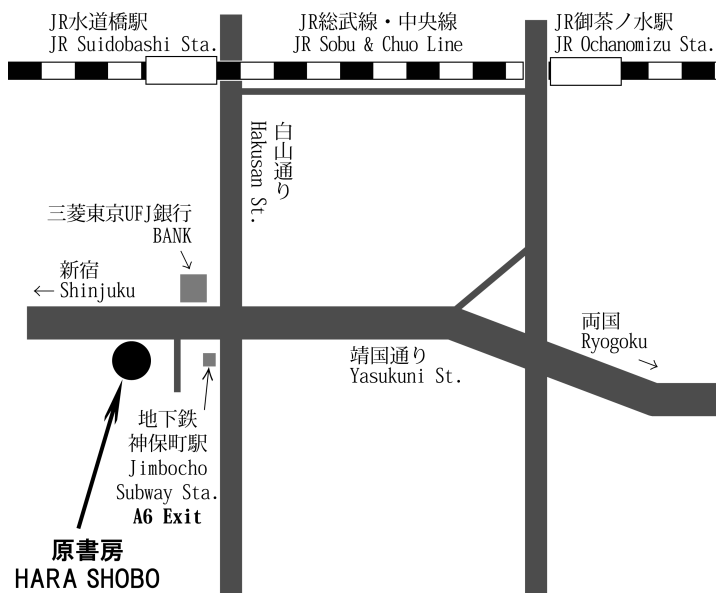 JR水道橋駅
JR Suidobashi Sta.
JR総武線・中央線
JR Sobu & Chuo Line
JR御茶ノ水駅
JR Ochanomizu Sta.
白山通り
Hakusan St.
三菱東京UFJ銀行
BANK
新宿
← Shinjuku
両国
Ryogoku →
靖国通り
Yasukuni St.
地下鉄
神保町駅
Jimbocho
Subway Sta.
A6 Exit
原書房
HARA SHOBO